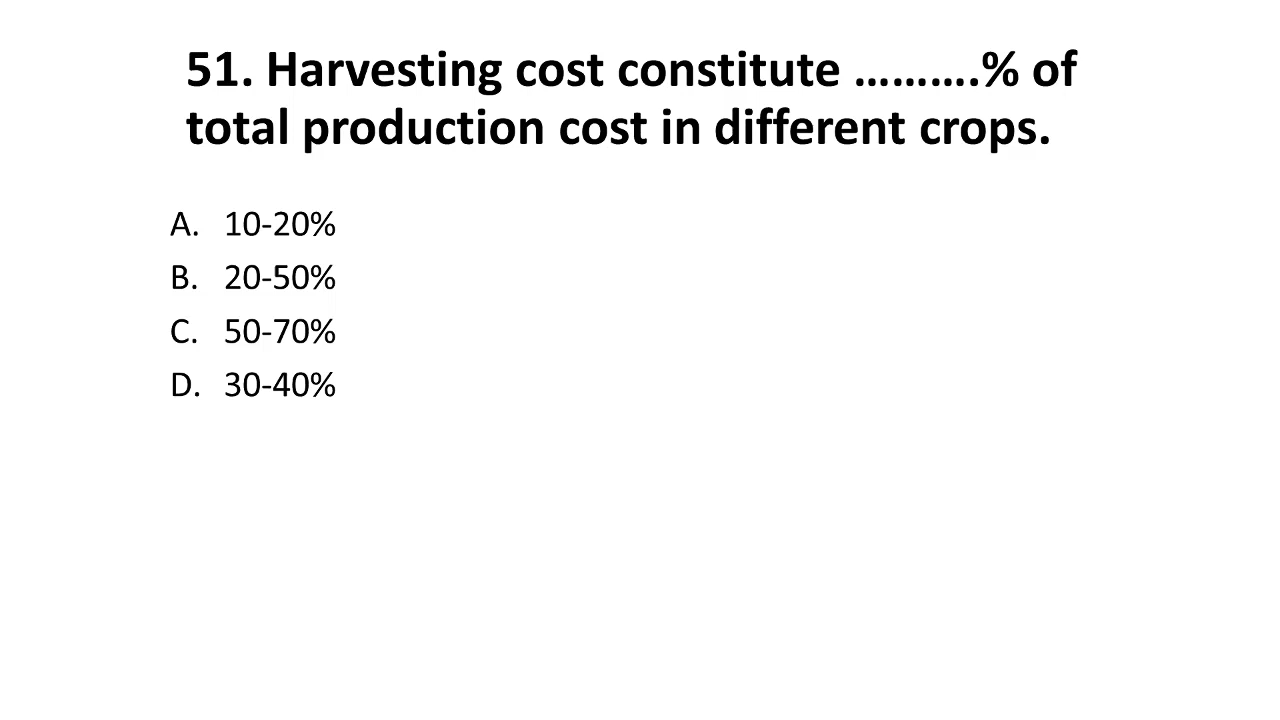 51. Harvesting cost constitute ……….% of
total production cost in different crops.
A. 10-20%
B. 20-50%
C. 50-70%
D. 30-40%